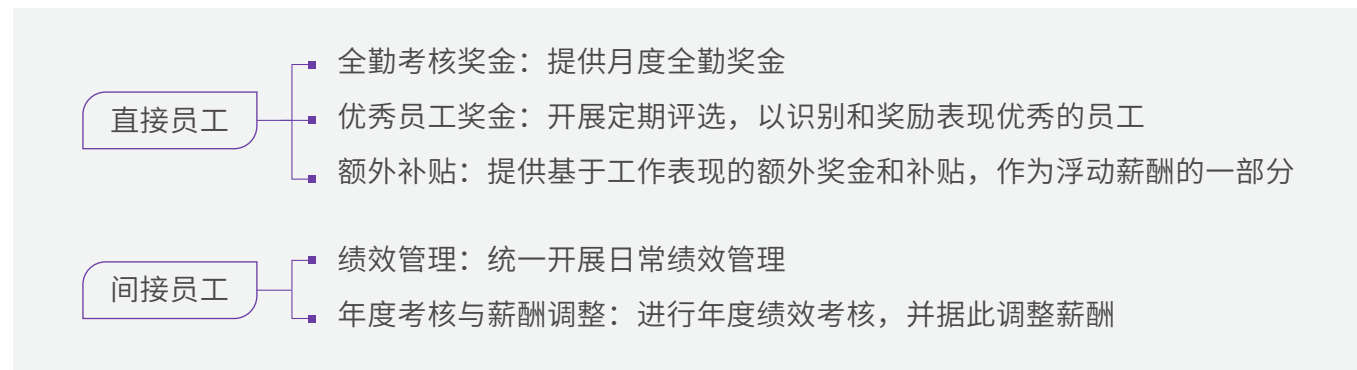 直接员工
全勤考核奖金：提供月度全勤奖金
优秀员工奖金：开展定期评选，以识别和奖励表现优秀的员工
额外补贴：提供基于工作表现的额外奖金和补贴，作为浮动薪酬的一部分
间接员工
绩效管理：统一开展日常绩效管理
年度考核与薪酬调整：进行年度绩效考核，并据此调整薪酬